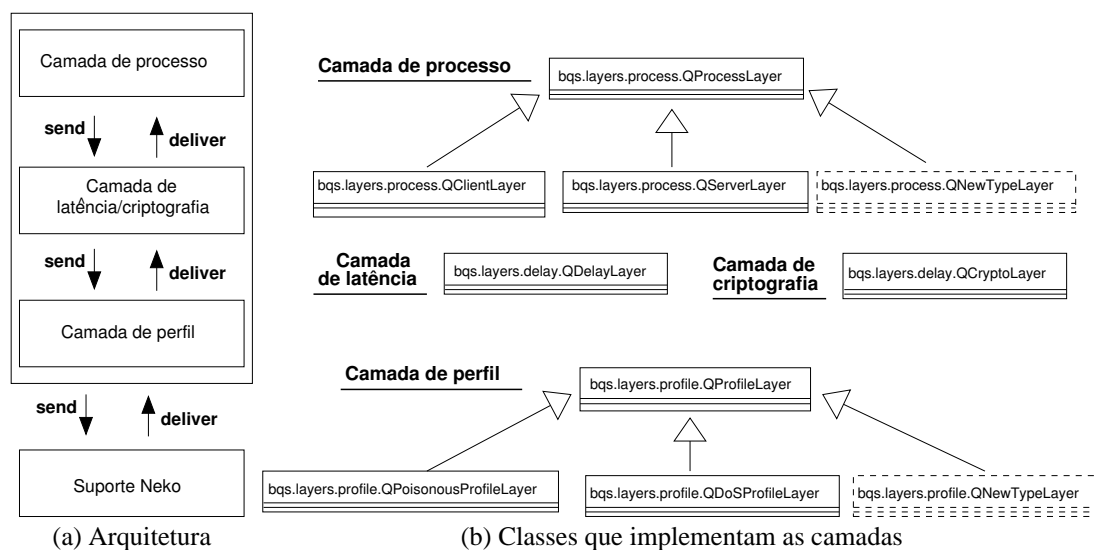 Camada de processo
send
deliver
Camada de
latência/criptografia
send
deliver
Camada de perfil
send
deliver
Suporte Neko
(a) Arquitetura
Camada de processo
bqs.layers.process.QProcessLayer
bqs.layers.process.QClientLayer
bqs.layers.process.QServerLayer
bqs.layers.process.QNewTypeLayer
Camada
de latência
bqs.layers.delay.QDelayLayer
Camada de
criptografia
bqs.layers.delay.QCryptoLayer
Camada de perfil
bqs.layers.profile.QProfileLayer
bqs.layers.profile.QPoisonousProfileLayer
bqs.layers.profile.QDoSProfileLayer
bqs.layers.profile.QNewTypeLayer
(b) Classes que implementam as camadas